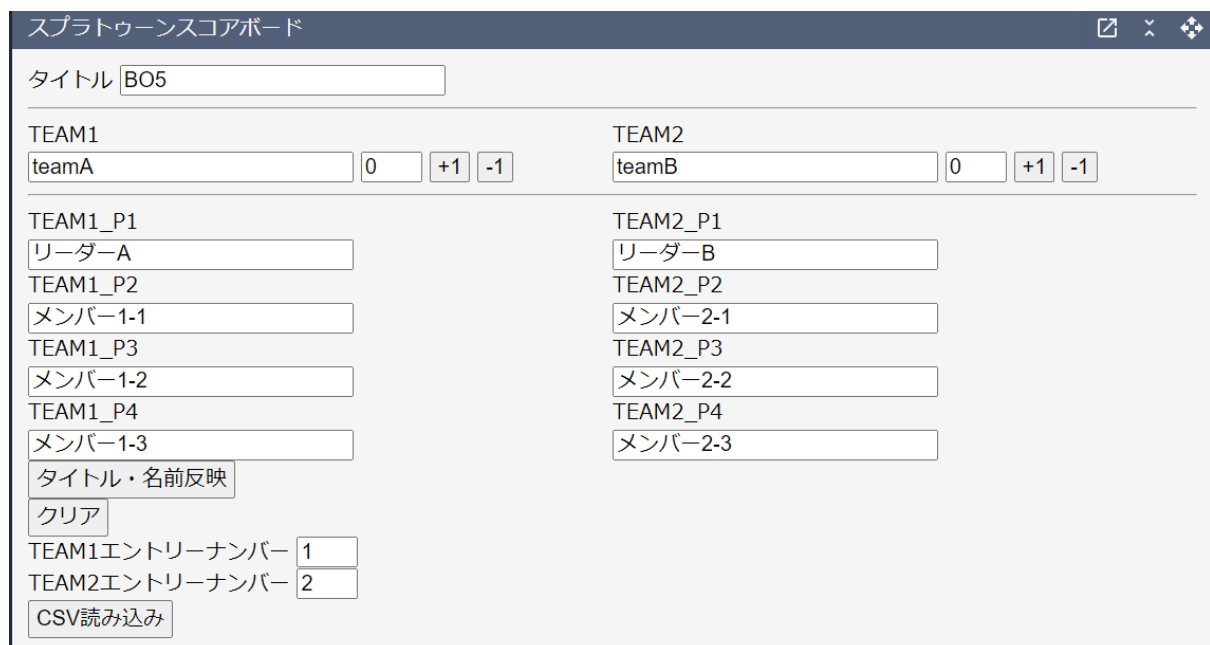 スプラトゥーンスコアボード
タイトル BO5
TEAM1 TEAM2
teamA 0 +1 -1 teamB 0 +1 -1
TEAM1_P1 TEAM2_P1
リーダーA リーダーB
TEAM1_P2 TEAM2_P2
メンバー1-1 メンバー2-1
TEAM1_P3 TEAM2_P3
メンバー1-2 メンバー2-2
TEAM1_P4 TEAM2_P4
メンバー1-3 メンバー2-3
タイトル・名前反映
クリア
TEAM1エントリーナンバー 1
TEAM2エントリーナンバー 2
CSV読み込み